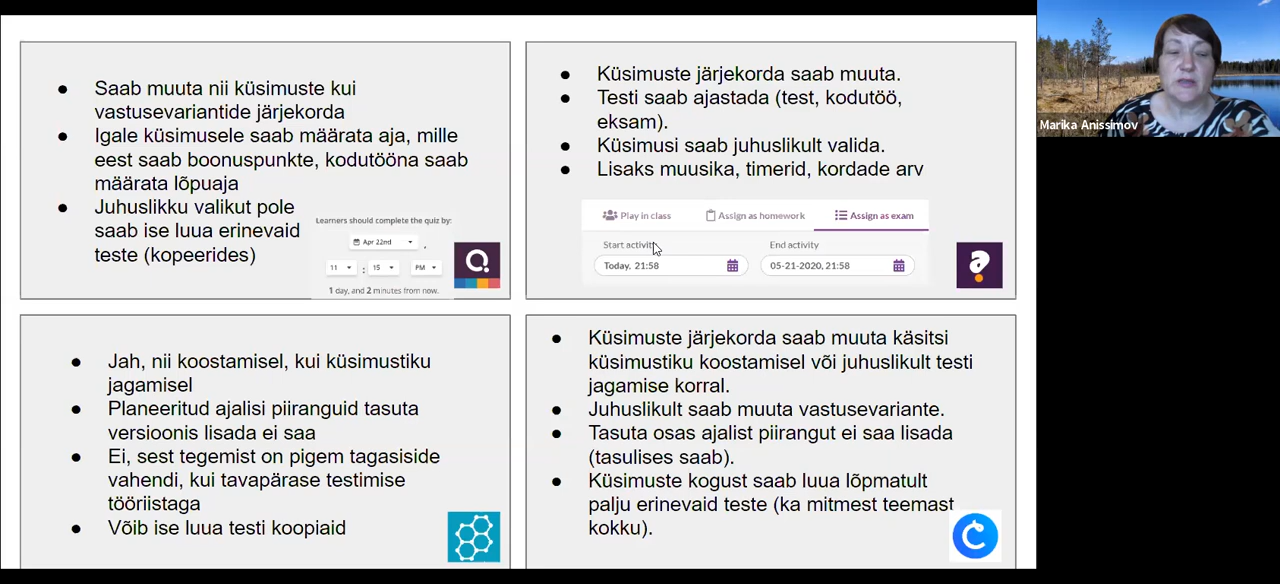 Saab muuta nii küsimuste kui
vastusevariantide järjekorda
Igale küsimusele saab määrata aja, mille
eest saab boonuspunkte, kodutööna saab
määrata lõpuaja
Juhuslikku valikut pole
saab ise luua erinevaid
teste (kopeerides)
Learners should complete the quiz by:
Apr 22nd ,
11 : 15 PM
1 day, and 2 minutes from now.
Küsimuste järjekorda saab muuta.
Testi saab ajastada (test, kodutöö,
eksam).
Küsimusi saab juhuslikult valida.
Lisaks muusika, timerid, kordade arv
Play in class Assign as homework Assign as exam
Start activity End activity
Today, 21:58 05-21-2020, 21:58
Marika Anissimov
Jah, nii koostamisel, kui küsimustiku
jagamisel
Planeeritud ajalisi piiranguid tasuta
versioonis lisada ei saa
Ei, sest tegemist on pigem tagasiside
vahendi, kui tavapärase testimise
tööriistaga
Võib ise luua testi koopiaid
Küsimuste järjekorda saab muuta käsitsi
küsimustiku koostamisel või juhuslikult testi
jagamise korral.
Juhuslikult saab muuta vastusevariante.
Tasuta osas ajalist piirangut ei saa lisada
(tasulises saab).
Küsimuste kogust saab luua lõpmatult
palju erinevaid teste (ka mitmest teemast
kokku).